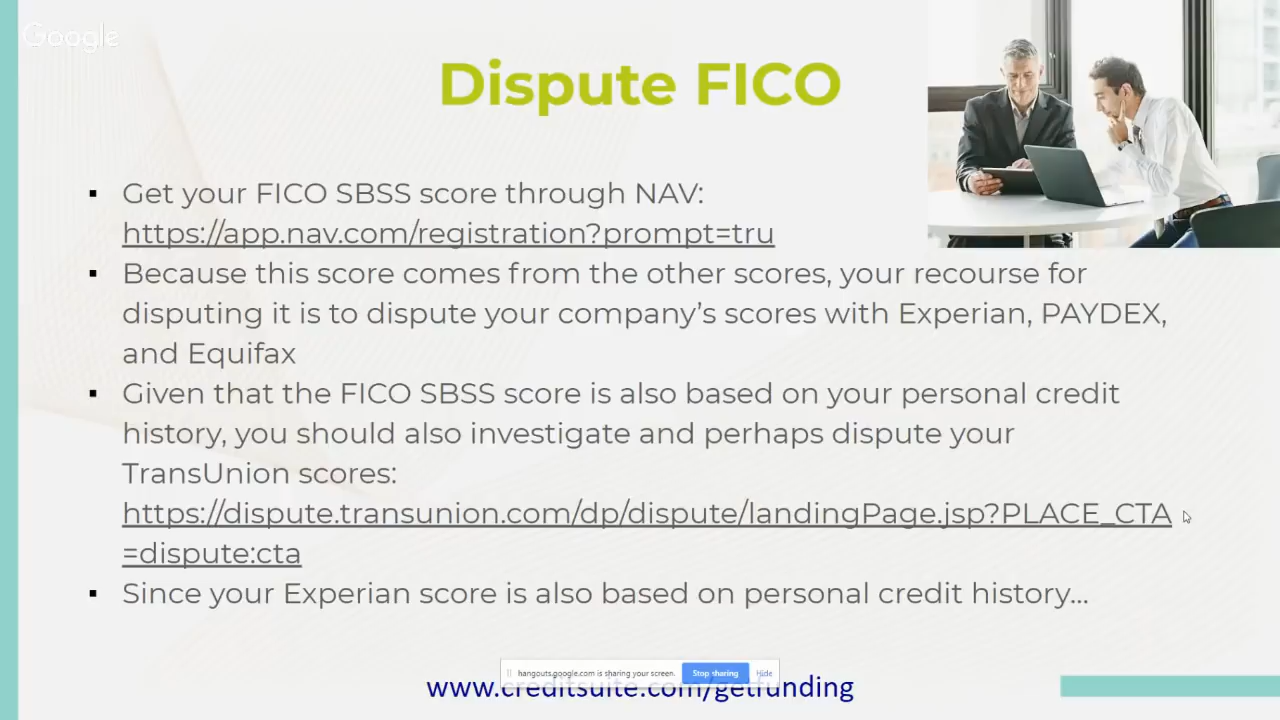 Google
Dispute FICO
▪ Get your FICO SBSS score through NAV:
https://app.nav.com/registration?prompt=tru
▪ Because this score comes from the other scores, your recourse for
disputing it is to dispute your company's scores with Experian, PAYDEX,
and Equifax
▪ Given that the FICO SBSS score is also based on your personal credit
history, you should also investigate and perhaps dispute your
TransUnion scores:
https://dispute.transunion.com/dp/dispute/landingPage.jsp?PLACE_CTA
=dispute:cta
▪ Since your Experian score is also based on personal credit history...
hangouts.google.com is sharing your screen. Stop sharing Hide
www.creditsuite.com/getfunding